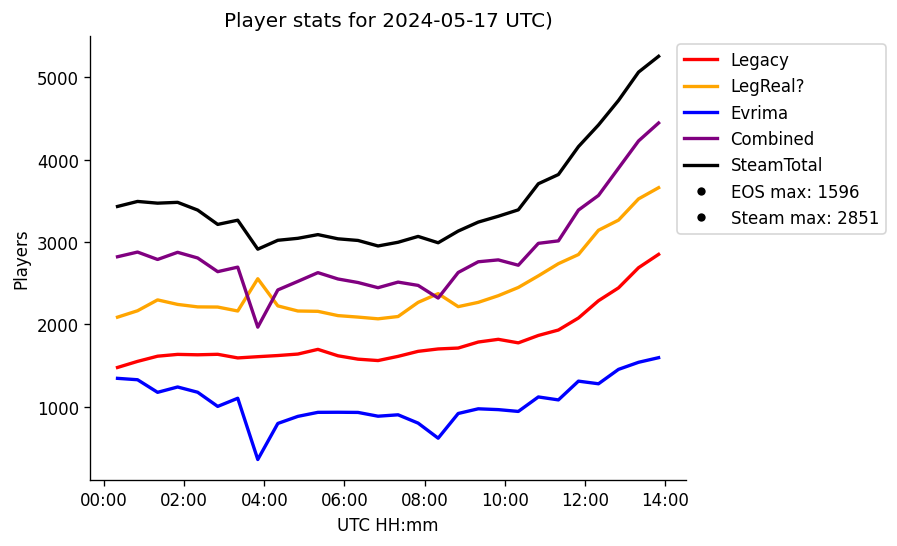 Player stats for 2024-05-17 UTC)
Legacy
LegReal?
Evrima
Combined
SteamTotal
EOS max: 1596
Steam max: 2851
Players
5000
4000
3000
2000
1000
00:00 02:00 04:00 06:00 08:00 10:00 12:00 14:00
UTC HH:mm